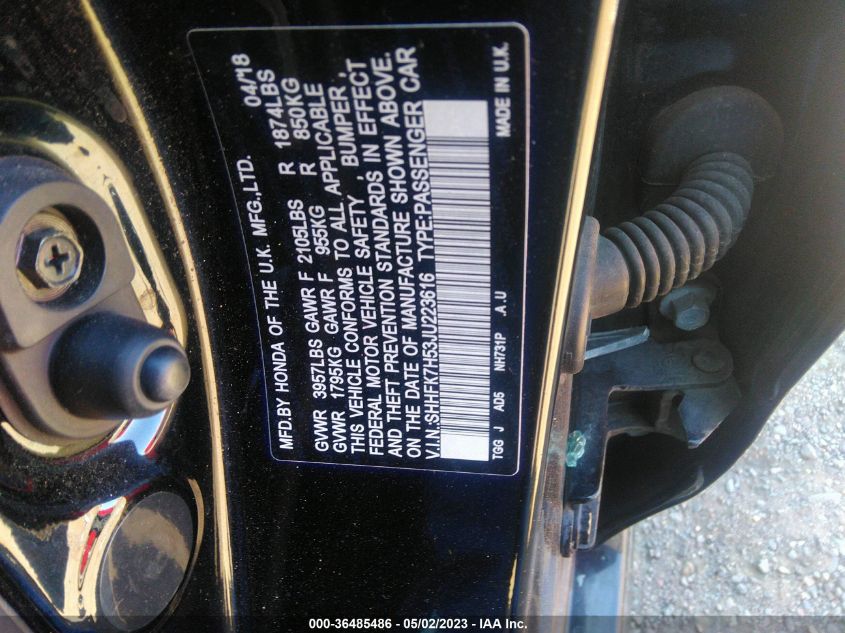 MFD.BY HONDA OF THE U.K. MFG.,LTD. 04/18
GVWR 3957LBS GAWR F 2105LBS R 1874LBS
GVWR 1795KG GAWR F 955KG R 850KG
THIS VEHICLE CONFORMS TO ALL APPLICABLE
FEDERAL MOTOR VEHICLE SAFETY , BUMPER ,
AND THEFT PREVENTION STANDARDS IN EFFECT
ON THE DATE OF MANUFACTURE SHOWN ABOVE.
V.I.N.:SHHFK7H53JU223616 TYPE:PASSENGER CAR
TGG J AD5 NH731P .A.U MADE IN U.K.
000-36485486 - 05/02/2023 - IAA Inc.